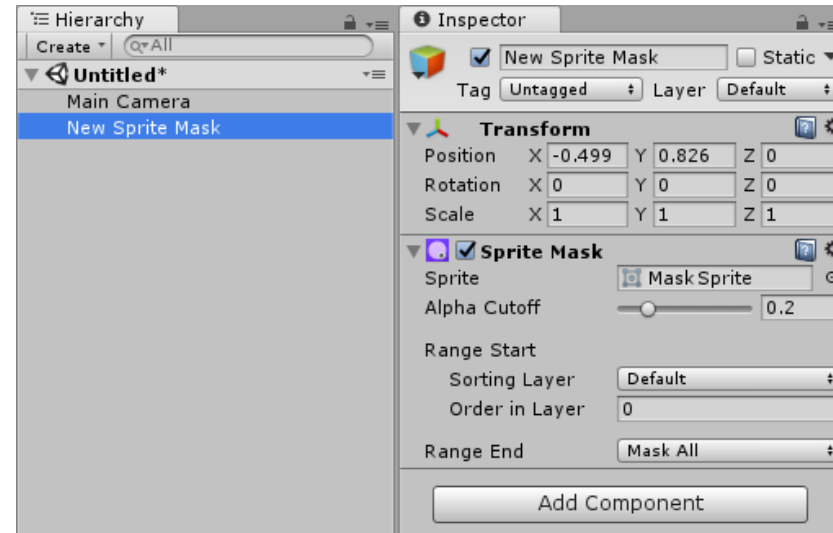 Hierarchy
Create
All
Untitled*
Main Camera
New Sprite Mask
Inspector
New Sprite Mask
Static
Tag Untagged Layer Default
Transform
Position X -0.499 Y 0.826 Z 0
Rotation X 0 Y 0 Z 0
Scale X 1 Y 1 Z 1
Sprite Mask
Sprite MaskSprite
Alpha Cutoff 0.2
Range Start
Sorting Layer Default
Order in Layer 0
Range End Mask All
Add Component